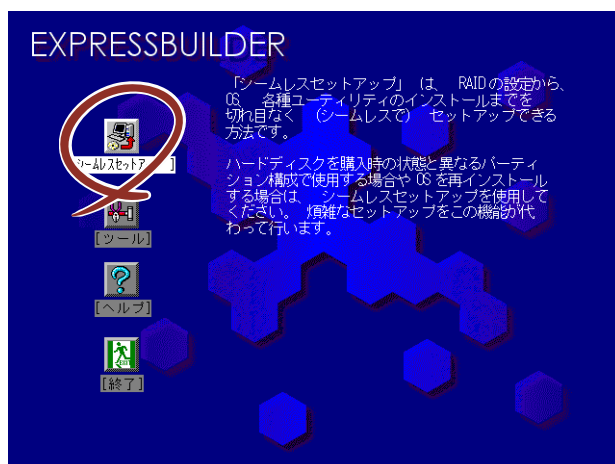 EXPRESSBUILDER
「シームレスセットアップ」 は、 RAIDの設定から、
OS、 各種ユーティリティのインストールまでを
切れ目なく (シームレスで) セットアップできる
方法です。
ハードディスクを購入時の状態と異なるパーティ
ション構成で使用する場合や OS を再インストール
する場合は、 シームレスセットアップを使用して
ください。 煩雑なセットアップをこの機能が代
わって行います。
シームレスセットア ]
[ツール]
[ヘルプ]
[終了]